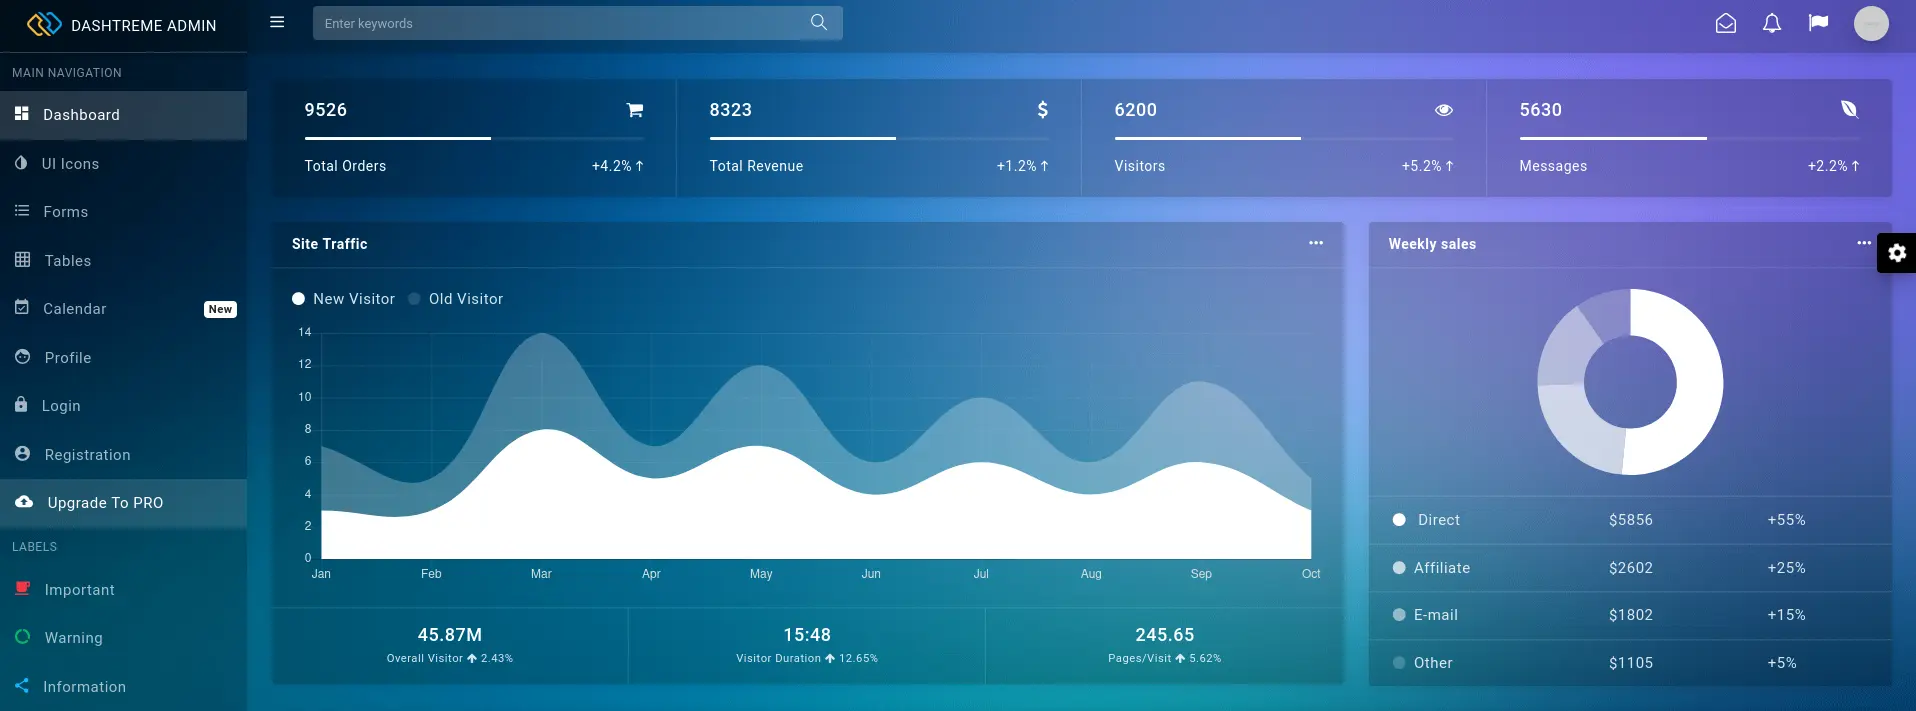 DASHTREME ADMIN
Enter keywords
MAIN NAVIGATION
Dashboard
UI Icons
Forms
Tables
Calendar New
Profile
Login
Registration
Upgrade To PRO
LABELS
Important
Warning
Information
9526
Total Orders +4.2%
8323 $
Total Revenue +1.2%
6200
Visitors +5.2%
5630
Messages +2.2%
Site Traffic
New Visitor Old Visitor
14
12
10
8
6
4
2
0
Jan Feb Mar Apr May Jun Jul Aug Sep Oct
45.87M
Overall Visitor 2.43%
15:48
Visitor Duration 12.65%
245.65
Pages/Visit 5.62%
Weekly sales
Direct $5856 +55%
Affiliate $2602 +25%
E-mail $1802 +15%
Other $1105 +5%